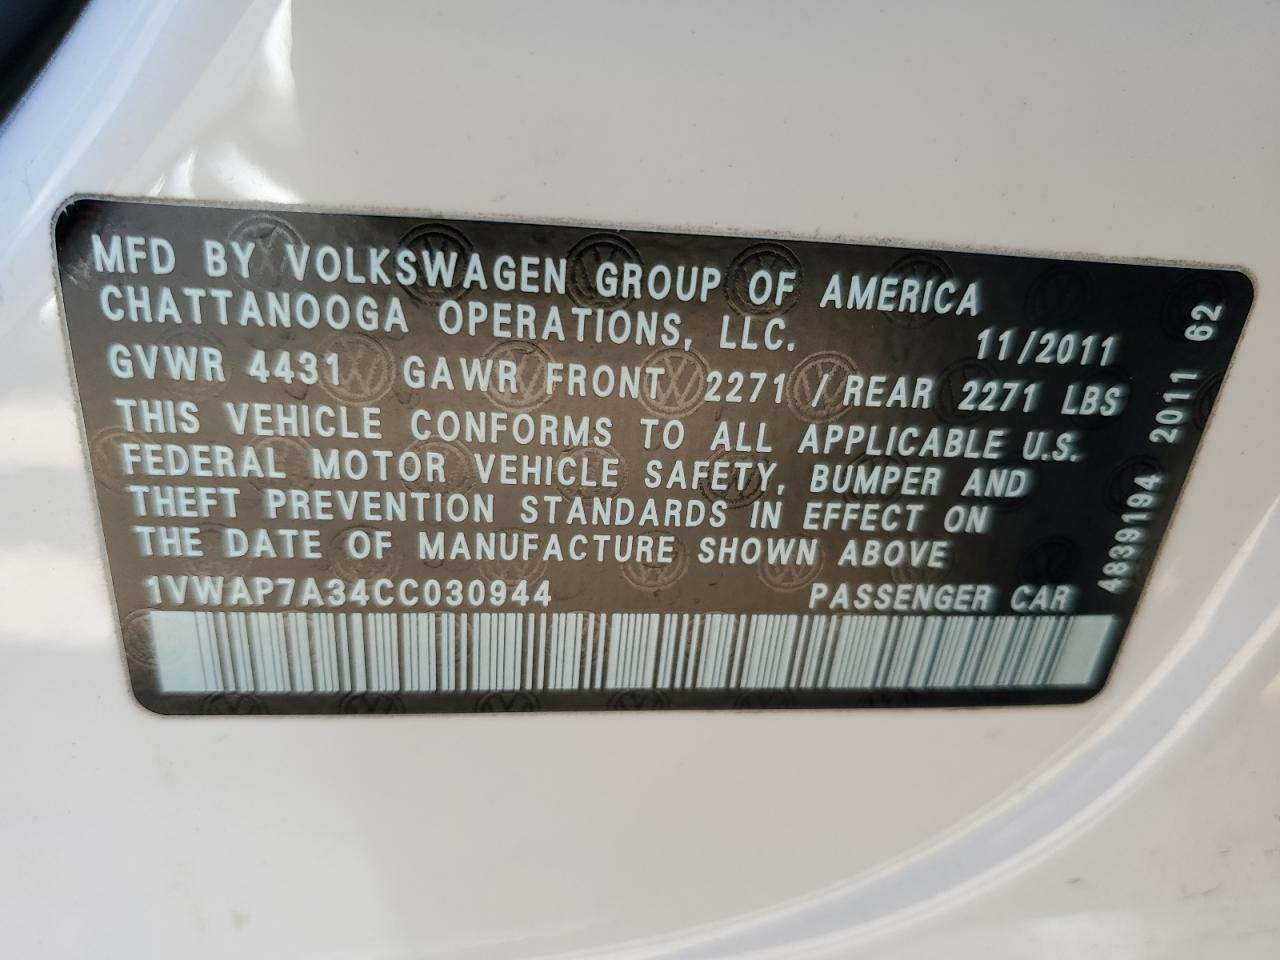 MFD BY VOLKSWAGEN GROUP OF AMERICA
CHATTANOOGA OPERATIONS, LLC. 11/2011
GVWR 4431 GAWR FRONT 2271 / REAR 2271 LBS
THIS VEHICLE CONFORMS TO ALL APPLICABLE U.S.
FEDERAL MOTOR VEHICLE SAFETY, BUMPER AND
THEFT PREVENTION STANDARDS IN EFFECT ON
THE DATE OF MANUFACTURE SHOWN ABOVE
1VWAP7A34CC030944 PASSENGER CAR
4839194 2011 62